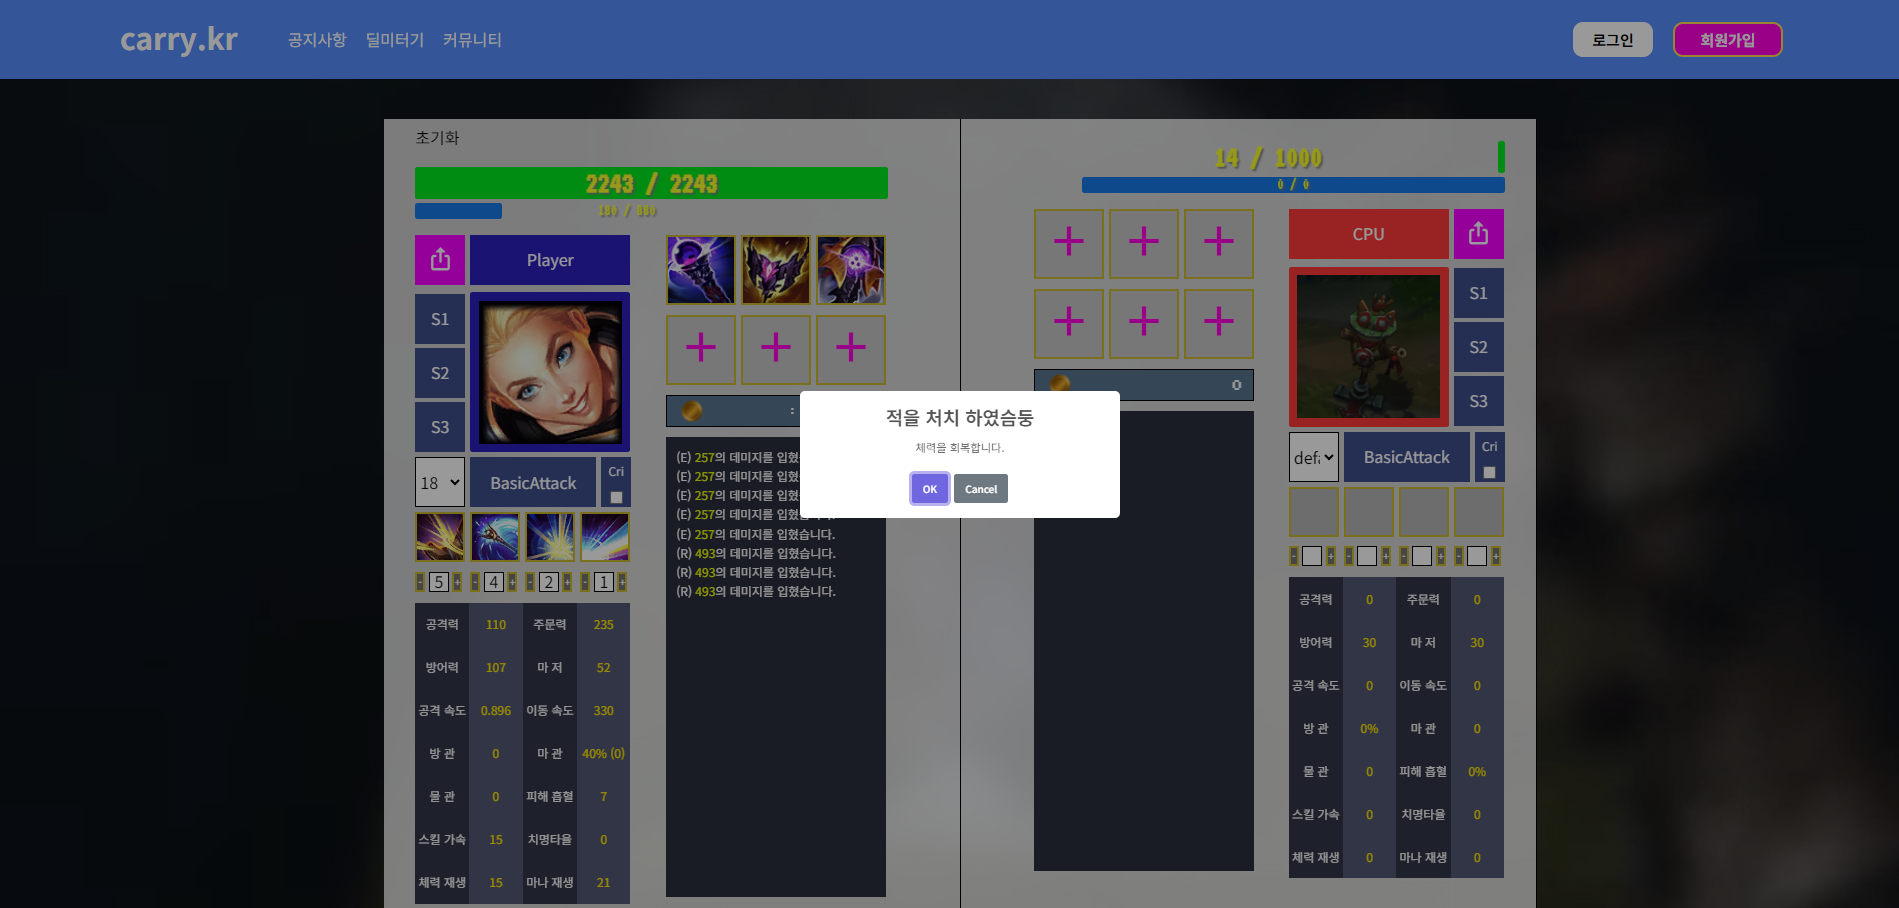 carry.kr
공지사항 딜미터기 커뮤니티
로그인
회원가입
초기화
2243 / 2243
180 / 880
Player
S1
S2
S3
18
BasicAttack
Cri
- 5 + - 4 + - 2 + - 1 +
공격력 110 주문력 235
방어력 107 마 저 52
공격 속도 0.896 이동 속도 330
방 관 0 마 관 40% (0)
물 관 0 피해 흡혈 7
스킬 가속 15 치명타율 0
체력 재생 15 마나 재생 21
+ + +
:
(E) 257의 데미지를 입혔
(E) 257의 데미지를 입혔
(E) 257의 데미지를 입혔
(E) 257의 데미지를 입혔습니다.
(E) 257의 데미지를 입혔습니다.
(R) 493의 데미지를 입혔습니다.
(R) 493의 데미지를 입혔습니다.
(R) 493의 데미지를 입혔습니다.
적을 처치 하였슴둥
체력을 회복합니다.
OK
Cancel
14 / 1000
0 / 0
+ + +
+ + +
0
CPU
S1
S2
S3
BasicAttack
Cri
- + - + - + - +
공격력 0 주문력 0
방어력 30 마 저 30
공격 속도 0 이동 속도 0
방 관 0% 마 관 0
물 관 0 피해 흡혈 0%
스킬 가속 0 치명타율 0
체력 재생 0 마나 재생 0